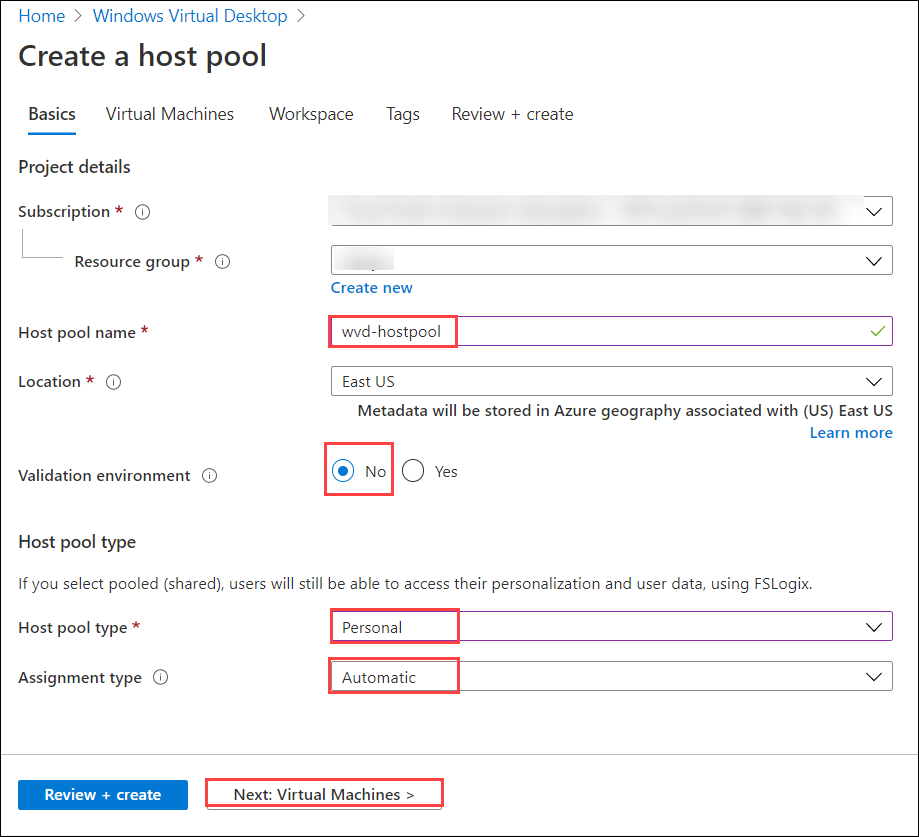 Home > Windows Virtual Desktop >
Create a host pool
Basics Virtual Machines Workspace Tags Review + create
Project details
Subscription *
Resource group *
Create new
Host pool name * wvd-hostpool
Location * East US
Metadata will be stored in Azure geography associated with (US) East US
Learn more
Validation environment No Yes
Host pool type
If you select pooled (shared), users will still be able to access their personalization and user data, using FSLogix.
Host pool type * Personal
Assignment type Automatic
Review + create Next: Virtual Machines >